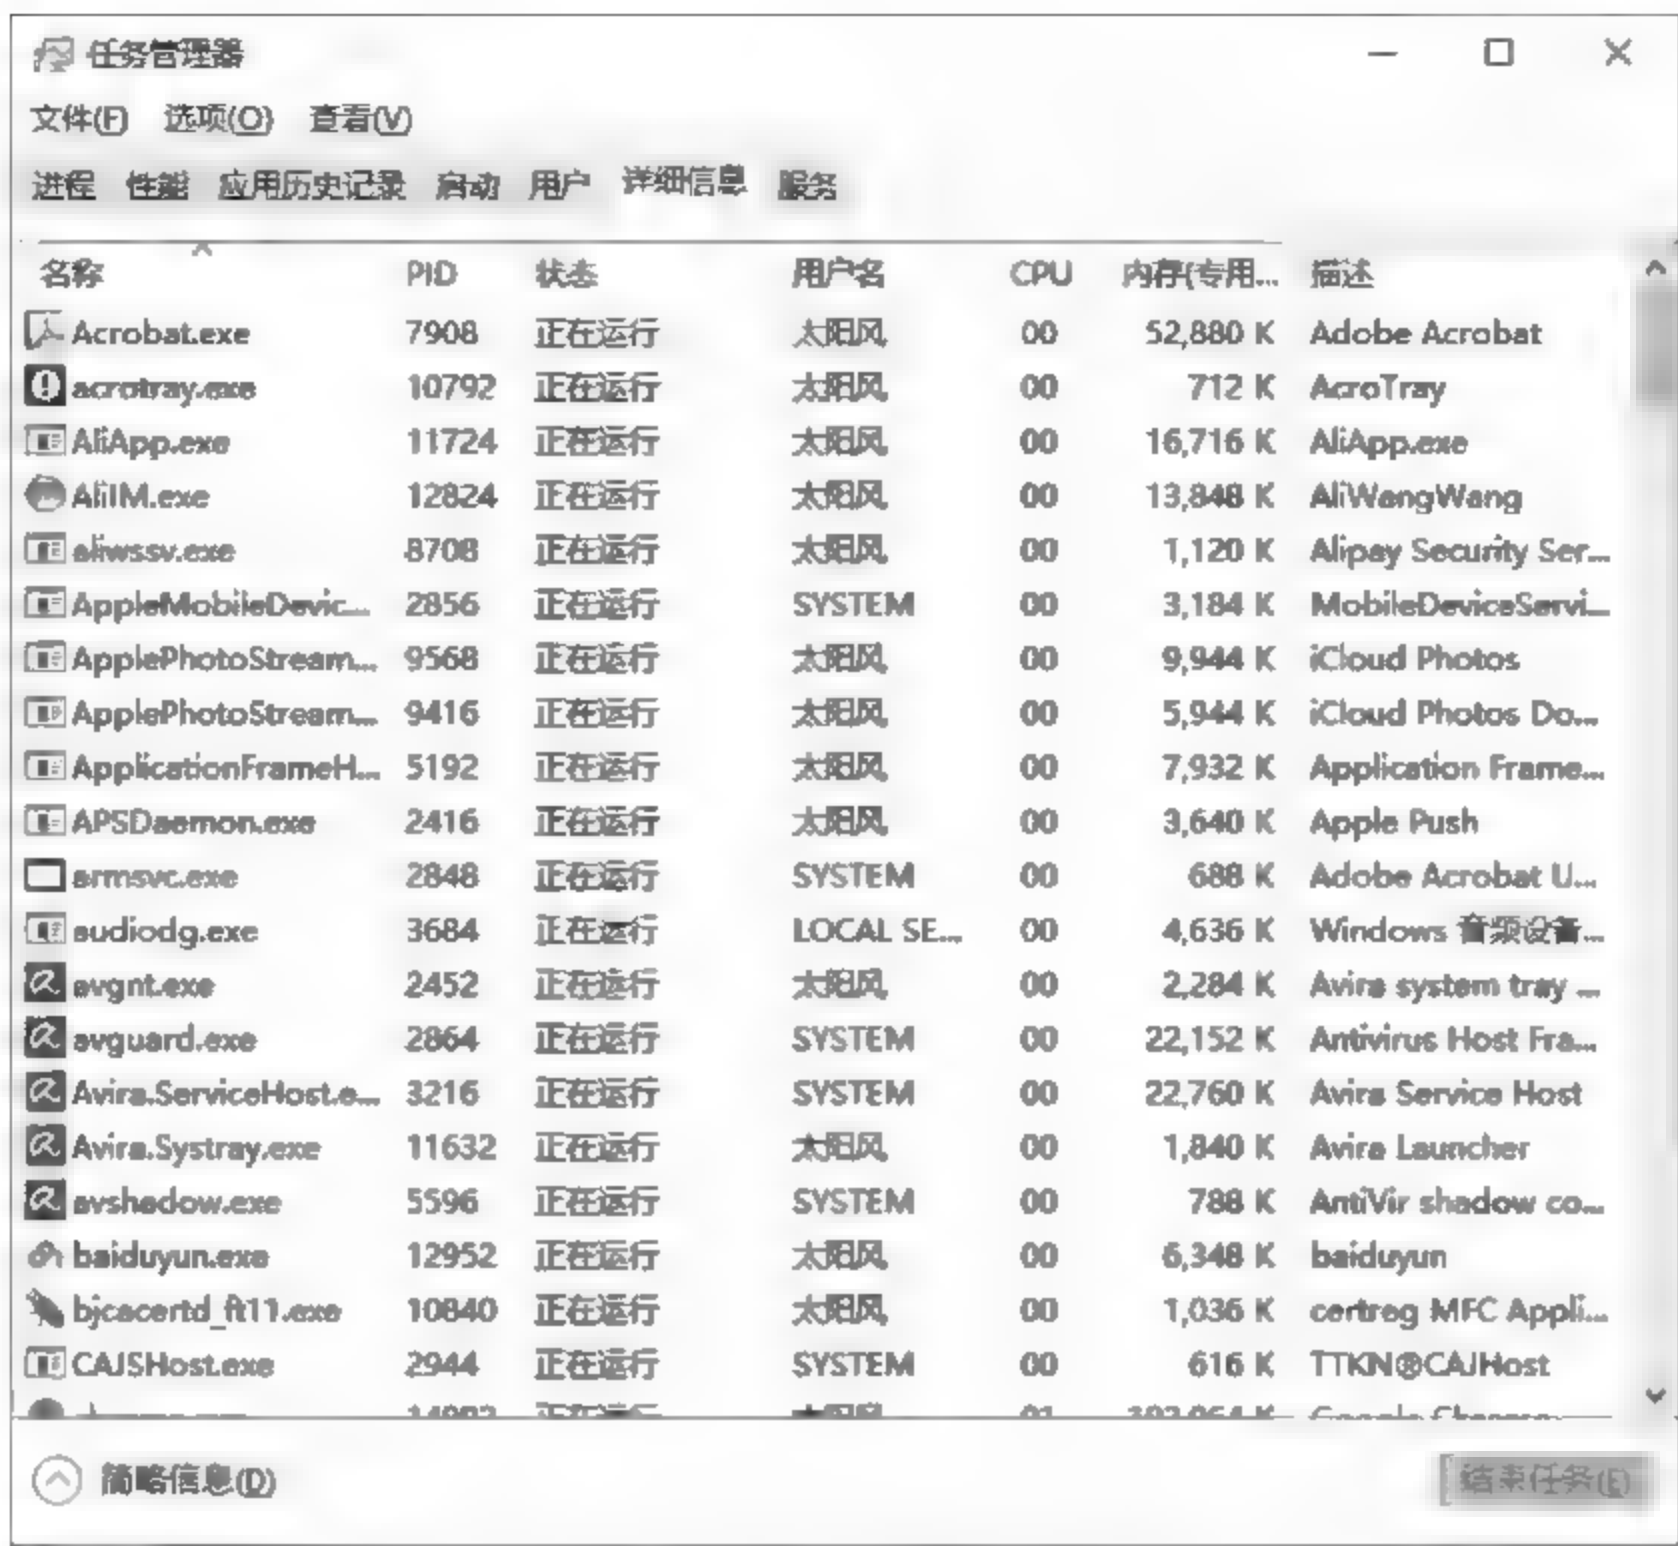 任务管理器
文件(F) 选项(O) 查看(V)
进程 性能 应用历史记录 启动 用户 详细信息 服务
名称 PID 状态 用户名 CPU 内存(专用... 描述
Acrobat.exe 7908 正在运行 太阳风 00 52,880 K Adobe Acrobat
acrotray.exe 10792 正在运行 太阳风 00 712 K AcroTray
AliApp.exe 11724 正在运行 太阳风 00 16,716 K AliApp.exe
AliIM.exe 12824 正在运行 太阳风 00 13,848 K AliWangWang
aliwssv.exe 8708 正在运行 太阳风 00 1,120 K Alipay Security Ser...
AppleMobileDevic... 2856 正在运行 SYSTEM 00 3,184 K MobileDeviceServi...
ApplePhotoStream... 9568 正在运行 太阳风 00 9,944 K iCloud Photos
ApplePhotoStream... 9416 正在运行 太阳风 00 5,944 K iCloud Photos Do...
ApplicationFrameH... 5192 正在运行 太阳风 00 7,932 K Application Frame...
APSDaemon.exe 2416 正在运行 太阳风 00 3,640 K Apple Push
armsvc.exe 2848 正在运行 SYSTEM 00 688 K Adobe Acrobat U...
audiodg.exe 3684 正在运行 LOCAL SE... 00 4,636 K Windows 音频设备...
avgnt.exe 2452 正在运行 太阳风 00 2,284 K Avira system tray ...
avguard.exe 2864 正在运行 SYSTEM 00 22,152 K Antivirus Host Fra...
Avira.ServiceHost.e... 3216 正在运行 SYSTEM 00 22,760 K Avira Service Host
Avira.Systray.exe 11632 正在运行 太阳风 00 1,840 K Avira Launcher
avshadow.exe 5596 正在运行 SYSTEM 00 788 K AntiVir shadow co...
baiduyun.exe 12952 正在运行 太阳风 00 6,348 K baiduyun
bjcacertd_ft11.exe 10840 正在运行 太阳风 00 1,036 K certreg MFC Appli...
CAJSHost.exe 2944 正在运行 SYSTEM 00 616 K TTKN®CAJHost
简略信息(D) 结束任务(E)